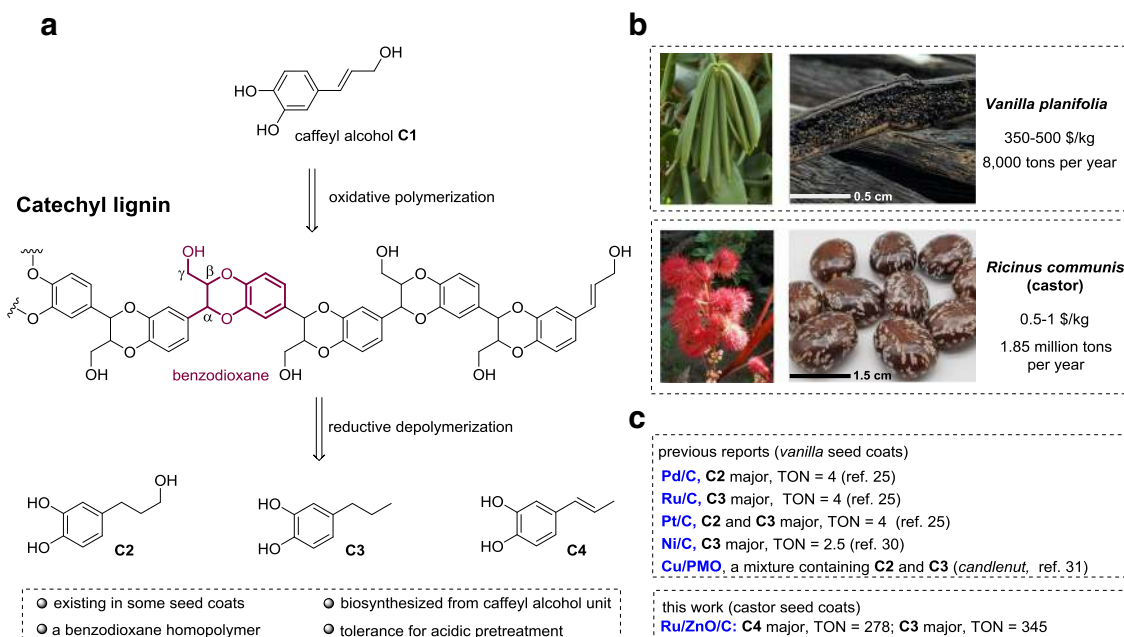 a
OH
HO
HO
caffeyl alcohol C1
oxidative polymerization
Catechyl lignin
OH
γ
β
α
O
O
O
O
O
O
O
O
O
O
O
O
OH
OH
OH
OH
OH
benzodioxane
reductive depolymerization
HO
HO
OH
C2
HO
HO
C3
HO
HO
C4
existing in some seed coats
biosynthesized from caffeyl alcohol unit
a benzodioxane homopolymer
tolerance for acidic pretreatment
b
Vanilla planifolia
350-500 $/kg
8,000 tons per year
0.5 cm
Ricinus communis
(castor)
0.5-1 $/kg
1.85 million tons
per year
1.5 cm
c
previous reports (vanilla seed coats)
Pd/C, C2 major, TON = 4 (ref. 25)
Ru/C, C3 major, TON = 4 (ref. 25)
Pt/C, C2 and C3 major, TON = 4 (ref. 25)
Ni/C, C3 major, TON = 2.5 (ref. 30)
Cu/PMO, a mixture containing C2 and C3 (candlenut, ref. 31)
this work (castor seed coats)
Ru/ZnO/C: C4 major, TON = 278; C3 major, TON = 345